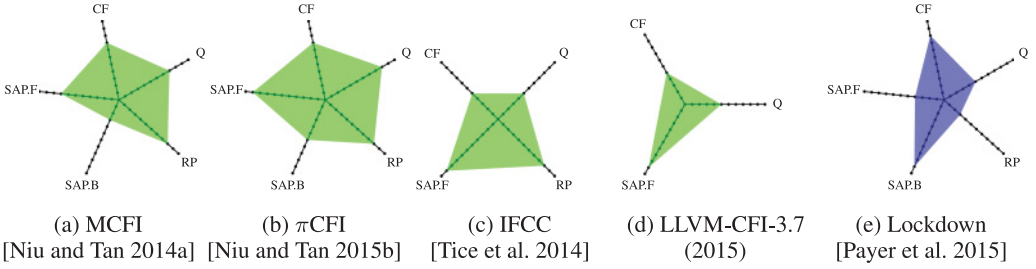 CF
Q
SAP.F
RP
SAP.B
(a) MCFI
[Niu and Tan 2014a]
CF
Q
SAP.F
RP
SAP.B
(b) πCFI
[Niu and Tan 2015b]
CF
Q
SAP.F
RP
(c) IFCC
[Tice et al. 2014]
CF
Q
SAP.F
(d) LLVM-CFI-3.7
(2015)
CF
Q
SAP.F
RP
SAP.B
(e) Lockdown
[Payer et al. 2015]